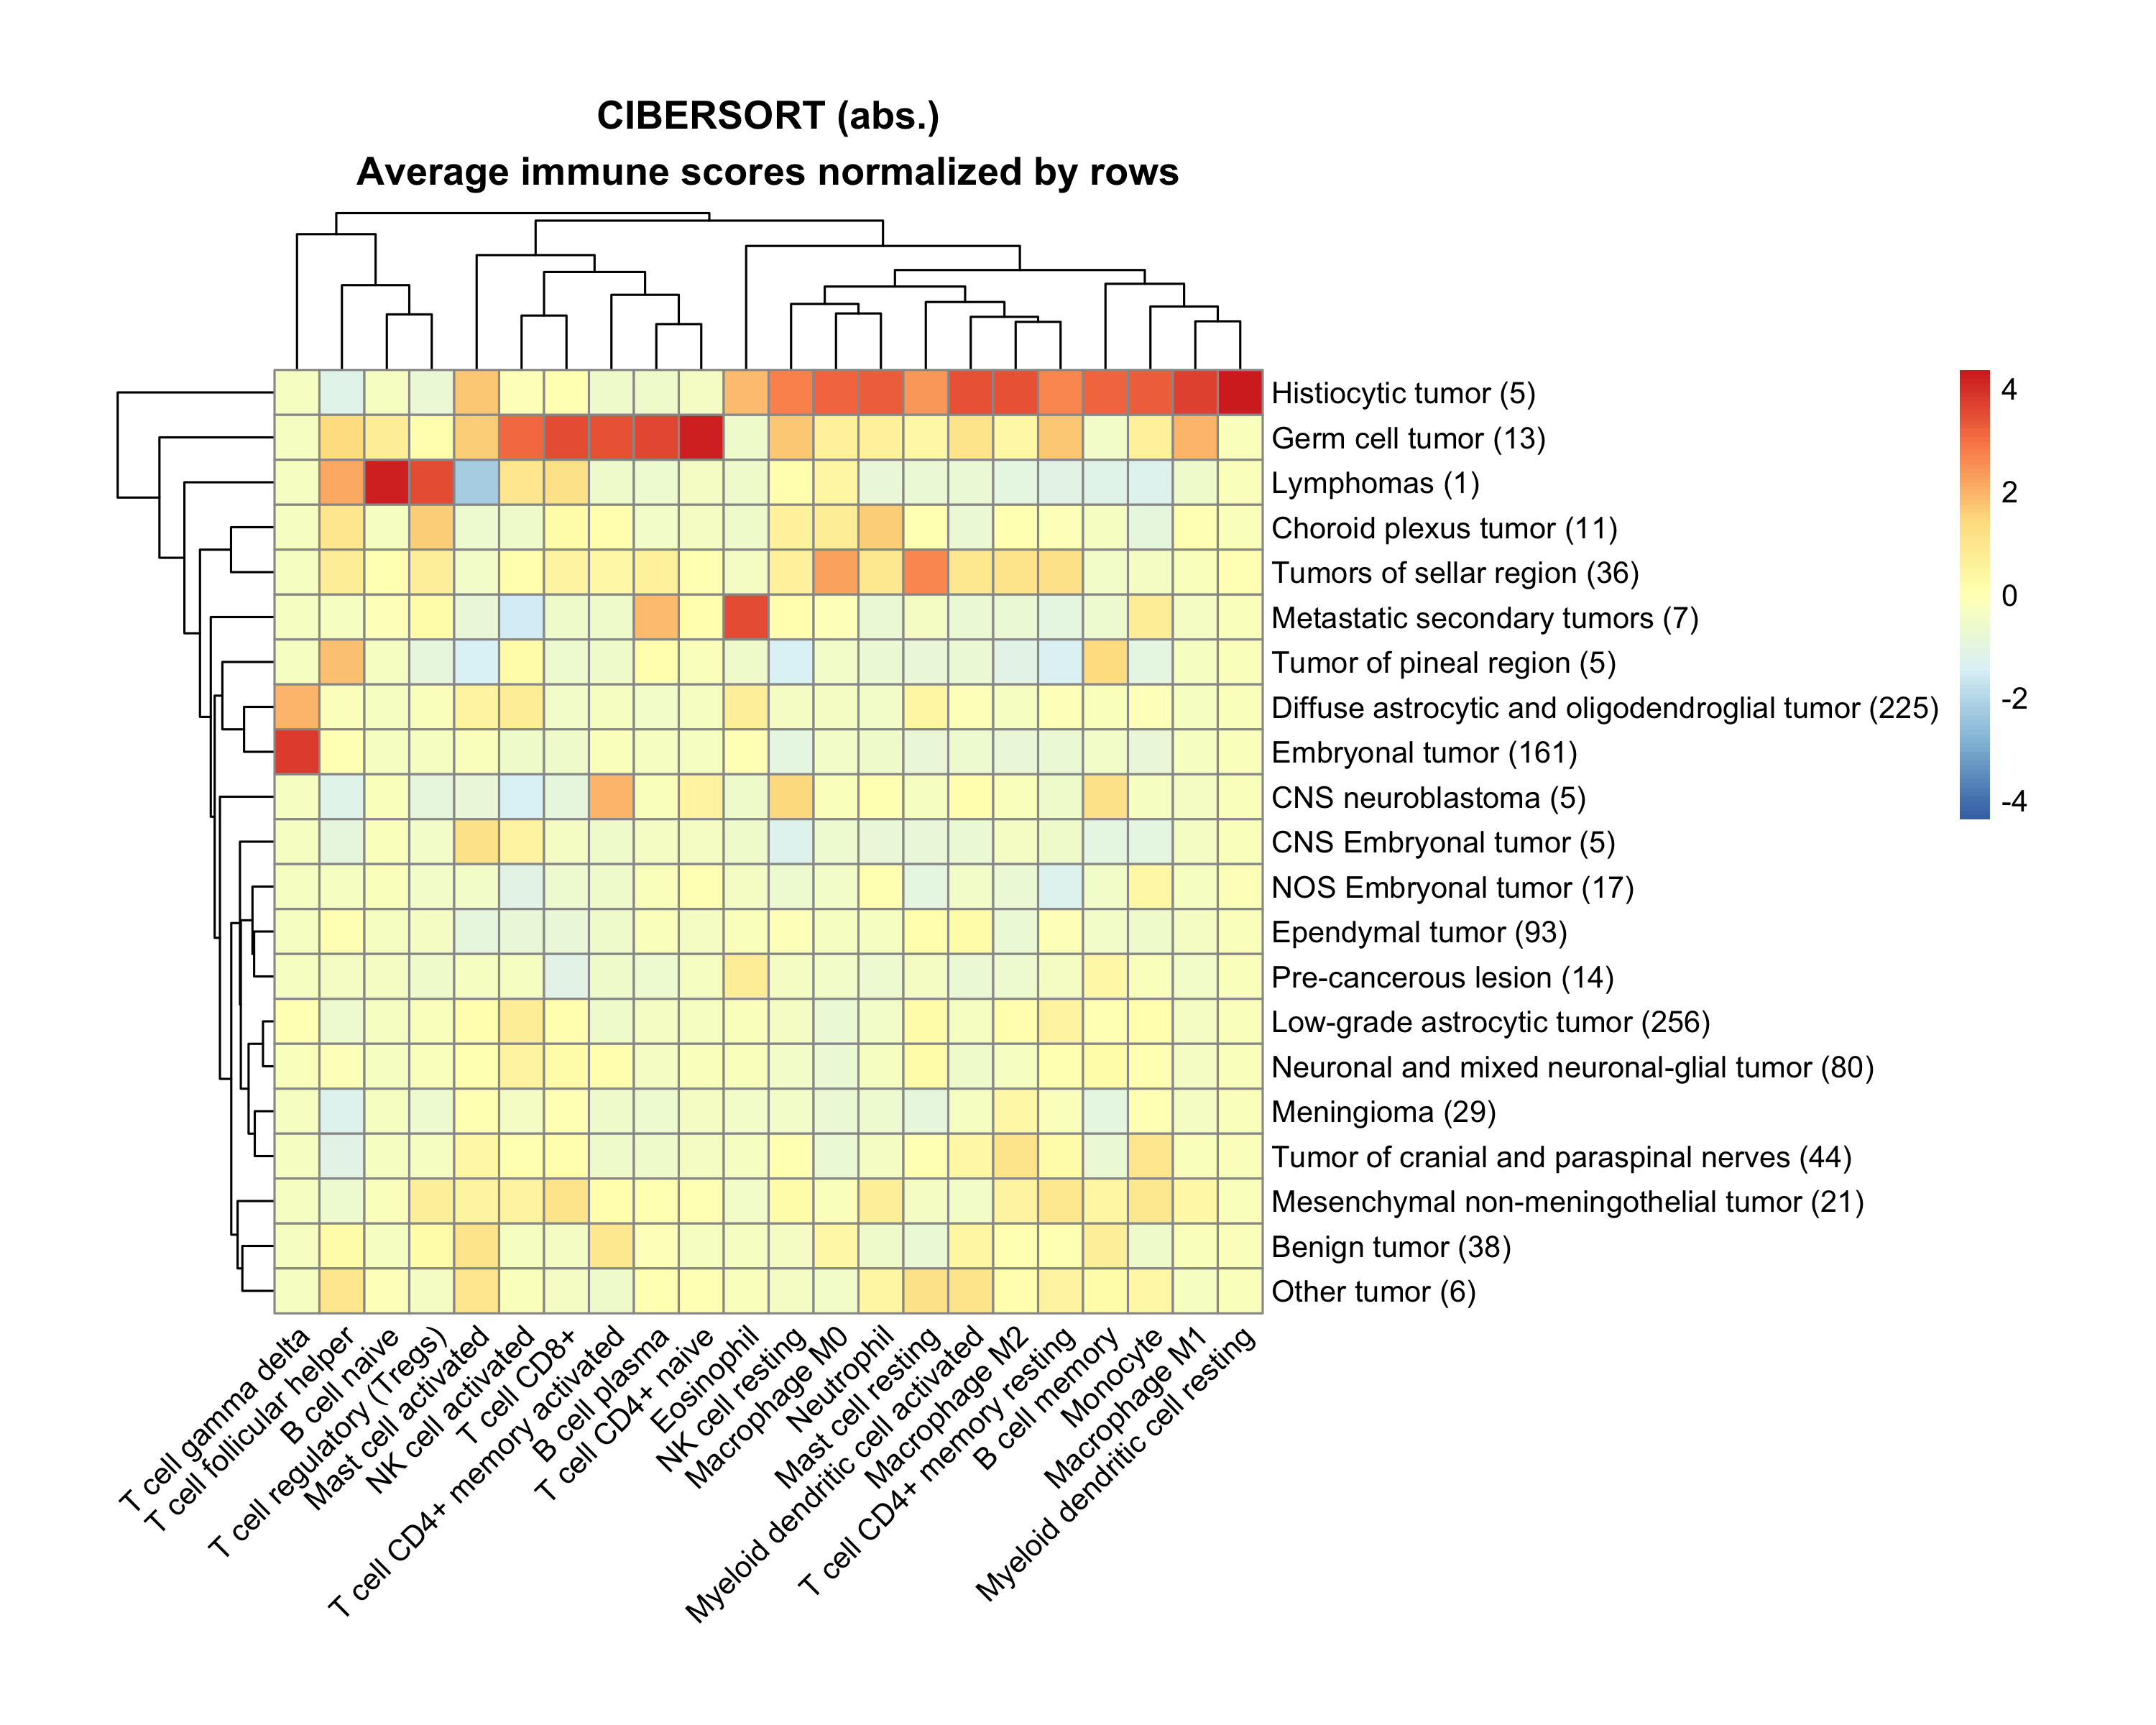 CIBERSORT (abs.)
Average immune scores normalized by rows
Histiocytic tumor (5)
Germ cell tumor (13)
Lymphomas (1)
Choroid plexus tumor (11)
Tumors of sellar region (36)
Metastatic secondary tumors (7)
Tumor of pineal region (5)
Diffuse astrocytic and oligodendroglial tumor (225)
Embryonal tumor (161)
CNS neuroblastoma (5)
CNS Embryonal tumor (5)
NOS Embryonal tumor (17)
Ependymal tumor (93)
Pre-cancerous lesion (14)
Low-grade astrocytic tumor (256)
Neuronal and mixed neuronal-glial tumor (80)
Meningioma (29)
Tumor of cranial and paraspinal nerves (44)
Mesenchymal non-meningothelial tumor (21)
Benign tumor (38)
Other tumor (6)
4
2
0
-2
-4
T cell gamma delta
T cell follicular helper
B cell naive
T cell regulatory (Tregs)
Mast cell activated
NK cell activated
T cell CD8+
T cell CD4+ memory activated
B cell plasma
T cell CD4+ naive
Eosinophil
NK cell resting
Macrophage M0
Neutrophil
Mast cell resting
Myeloid dendritic cell activated
Macrophage M2
T cell CD4+ memory resting
B cell memory
Monocyte
Macrophage M1
Myeloid dendritic cell resting